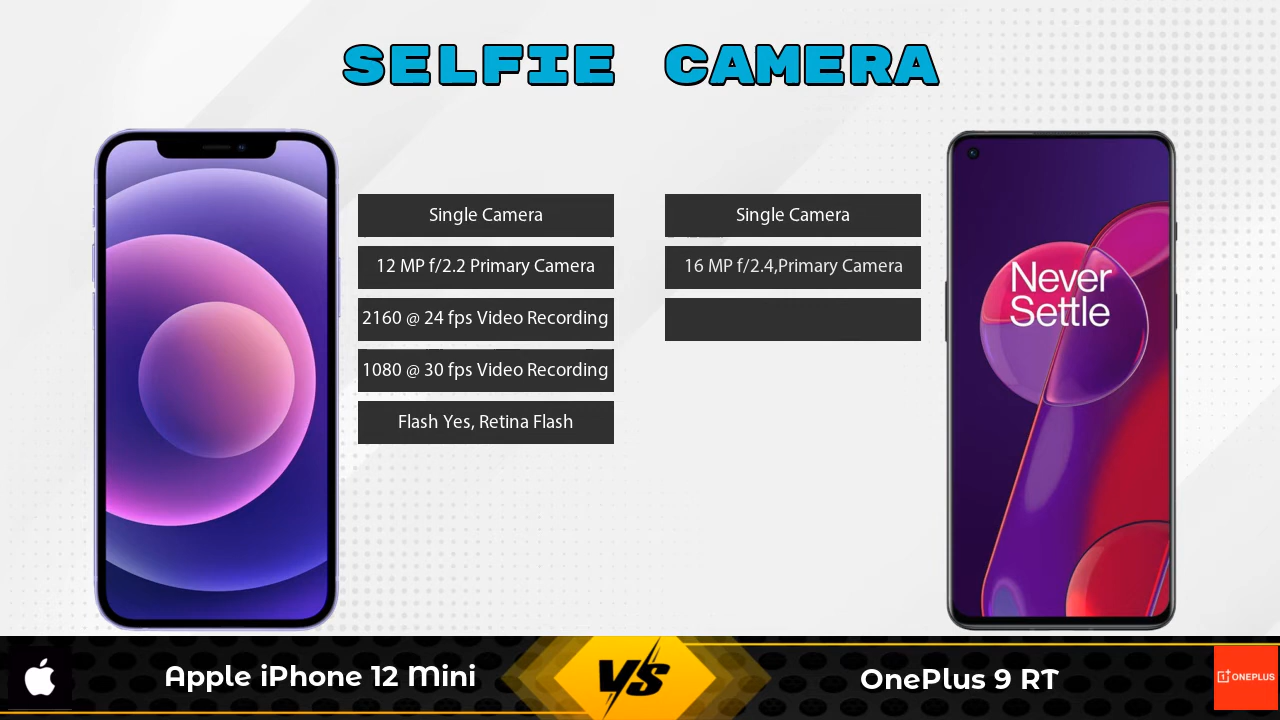 SELFIE CAMERA
Single Camera
12 MP f/2.2 Primary Camera
2160 @ 24 fps Video Recording
1080 @ 30 fps Video Recording
Flash Yes, Retina Flash
Single Camera
16 MP f/2.4,Primary Camera
Never
Settle
Apple iPhone 12 Mini
VS
OnePlus 9 RT
1+ ONEPLUS